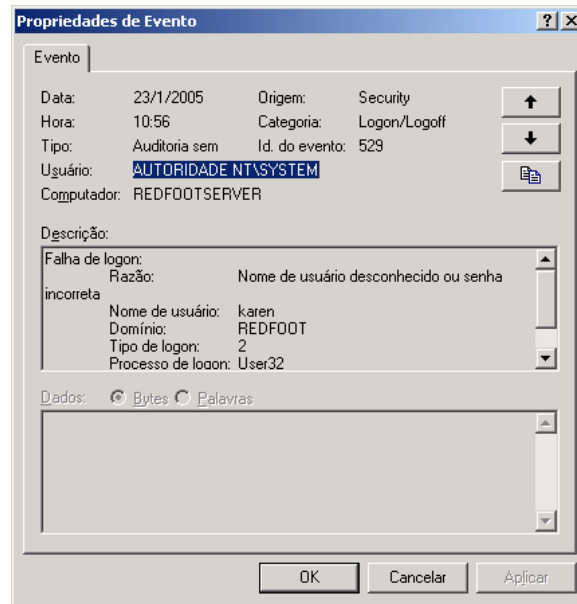 Propriedades de Evento
Evento
Data: 23/1/2005 Origem: Security
Hora: 10:56 Categoria: Logon/Logoff
Tipo: Auditoria sem Id. do evento: 529
Usuário: AUTORIDADE NT\SYSTEM
Computador: REDFOOTSERVER
Descrição:
Falha de logon:
Razão: Nome de usuário desconhecido ou senha
incorreta
Nome de usuário: karen
Domínio: REDFOOT
Tipo de logon: 2
Processo de logon: User32
Dados: Bytes Palavras
OK Cancelar Aplicar